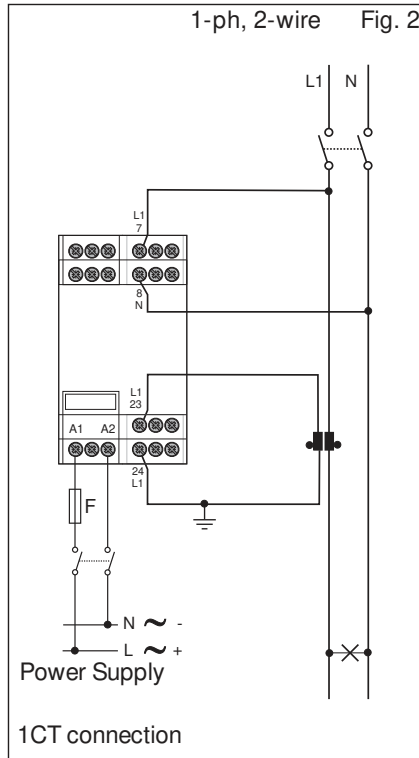 1-ph, 2-wire Fig. 2
L1 N
L1
7
8
N
L1
23
A1 A2
24
L1
F
N ~ -
L ~ +
Power Supply
1CT connection